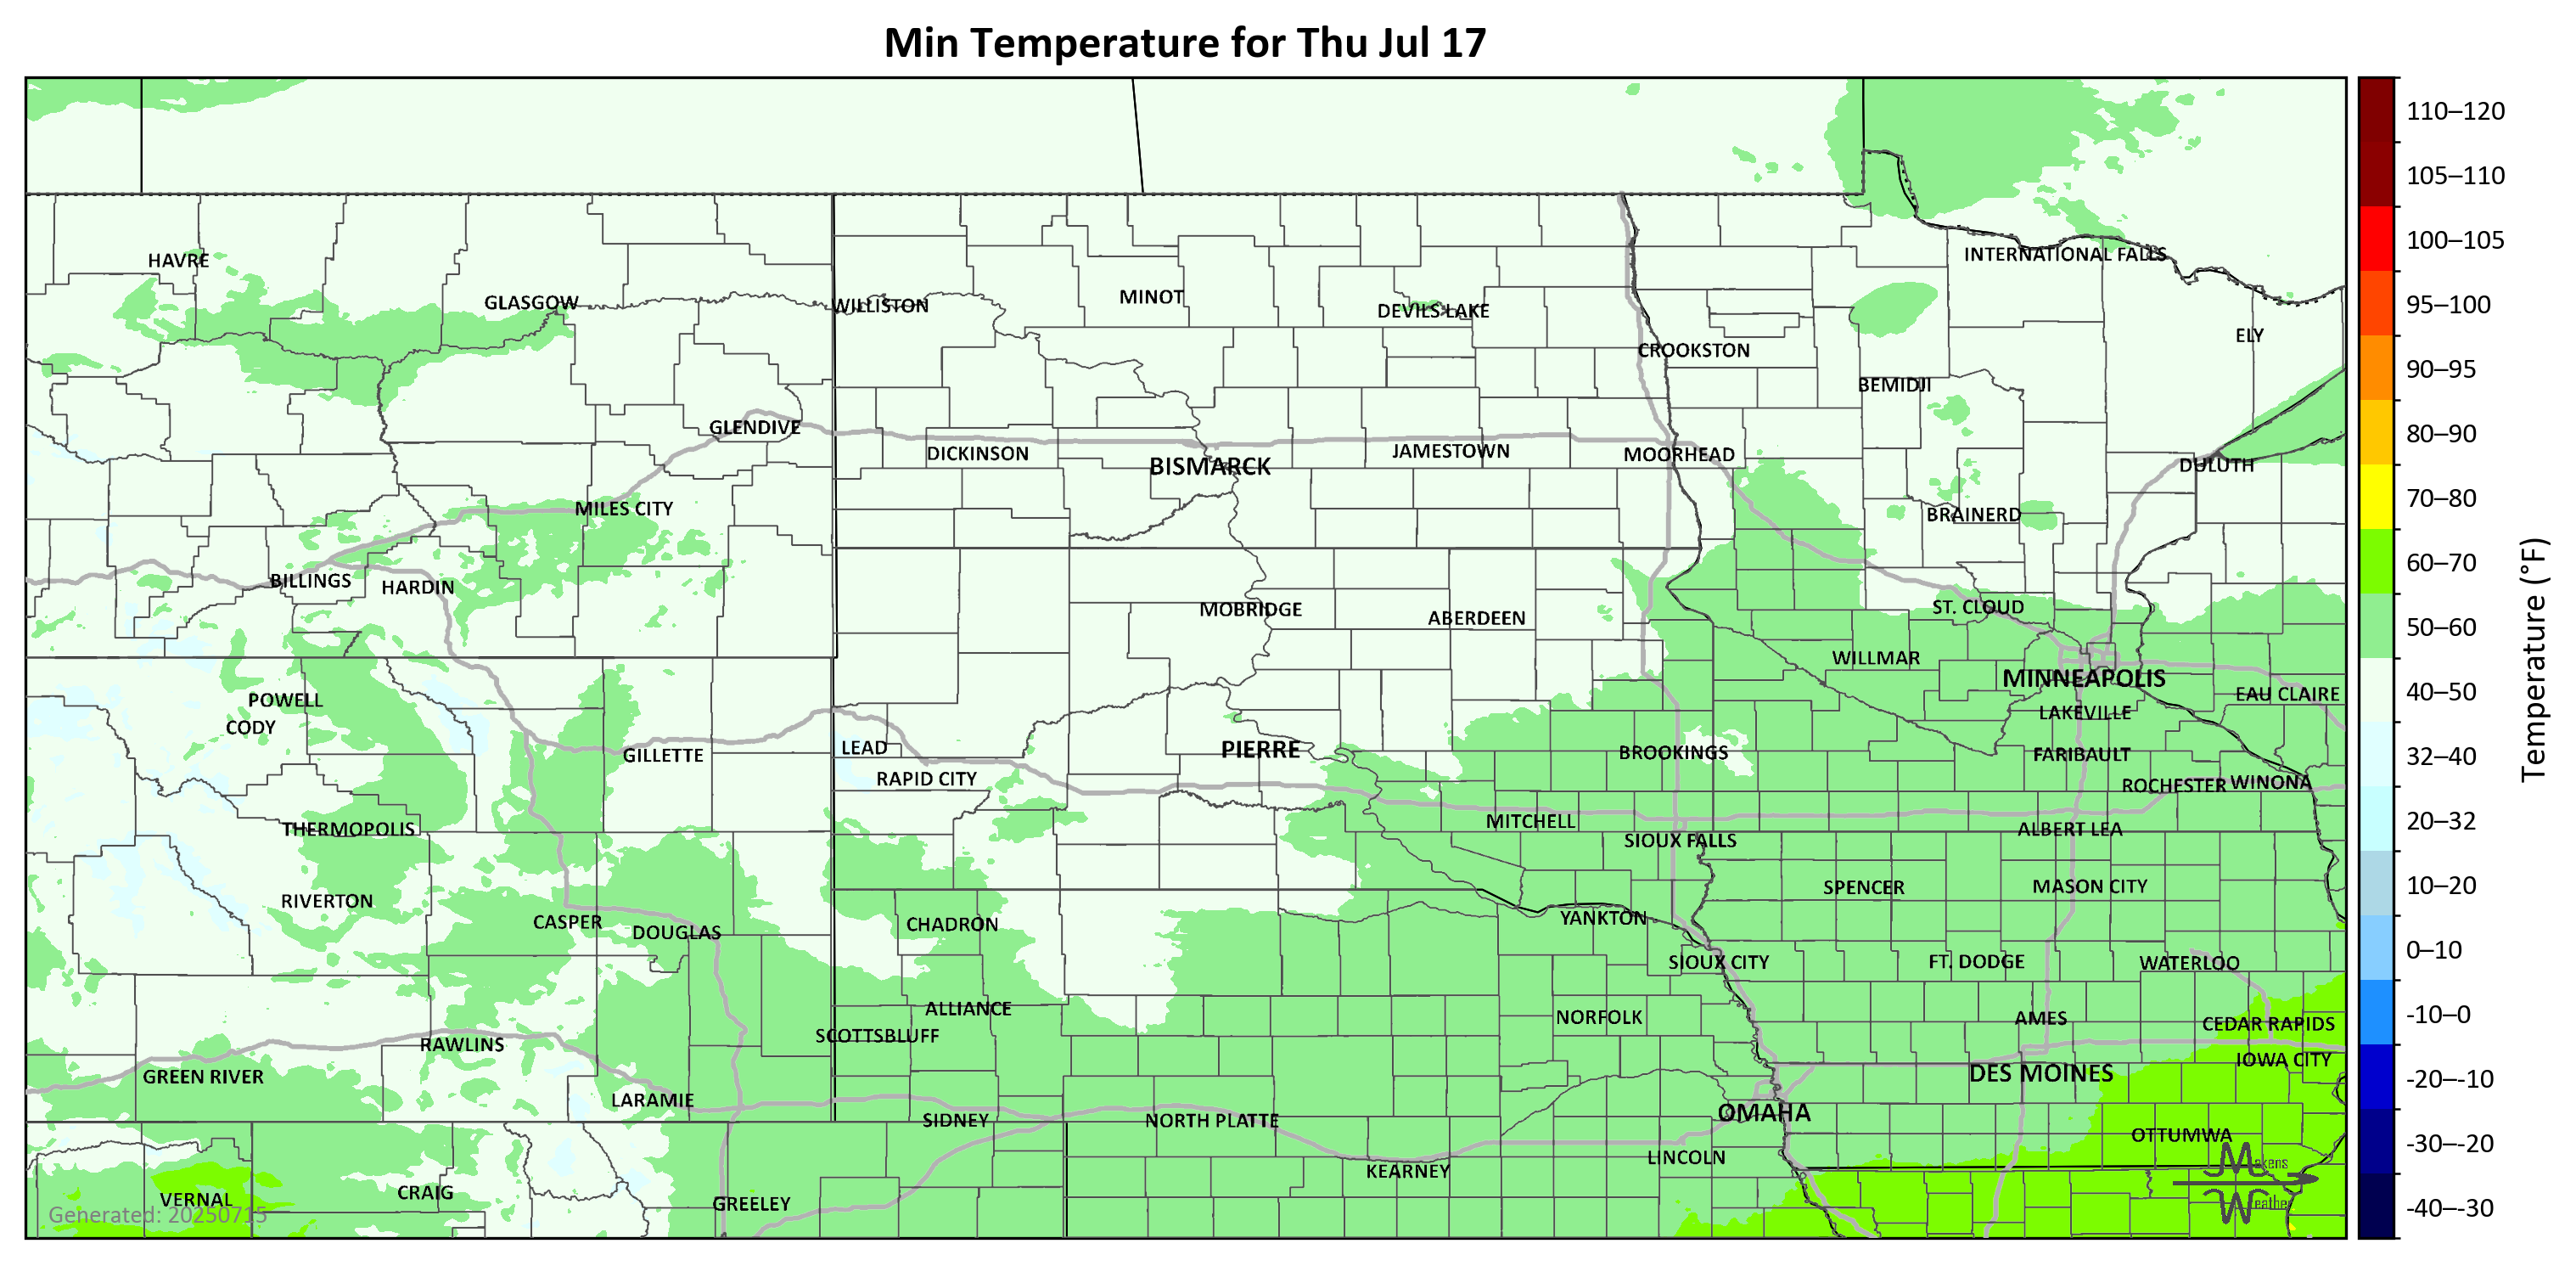 Min Temperature for Thu Jul 17
110–120
105–110
100–105
95–100
90–95
80–90
70–80
60–70
50–60
40–50
32–40
20–32
10–20
0–10
-10–0
-20–-10
-30–-20
-40–-30
Temperature (°F)
HAVRE
GLASGOW
WILLISTON
MINOT
DEVILS LAKE
INTERNATIONAL FALLS
ELY
CROOKSTON
BEMIDJI
GLENDIVE
DICKINSON
BISMARCK
JAMESTOWN
MOORHEAD
DULUTH
MILES CITY
BRAINERD
BILLINGS
HARDIN
MOBRIDGE
ABERDEEN
ST. CLOUD
WILLMAR
MINNEAPOLIS
EAU CLAIRE
POWELL
CODY
LAKEVILLE
GILLETTE
LEAD
PIERRE
BROOKINGS
FARIBAULT
RAPID CITY
ROCHESTER
WINONA
THERMOPOLIS
MITCHELL
SIOUX FALLS
ALBERT LEA
RIVERTON
SPENCER
MASON CITY
CASPER
DOUGLAS
CHADRON
YANKTON
SIOUX CITY
FT. DODGE
WATERLOO
ALLIANCE
NORFOLK
AMES
CEDAR RAPIDS
SCOTTSBLUFF
RAWLINS
IOWA CITY
GREEN RIVER
DES MOINES
LARAMIE
SIDNEY
NORTH PLATTE
OMAHA
OTTUMWA
LINCOLN
KEARNEY
VERNAL
CRAIG
GREELEY
Generated: 20250715
Makens
Weather